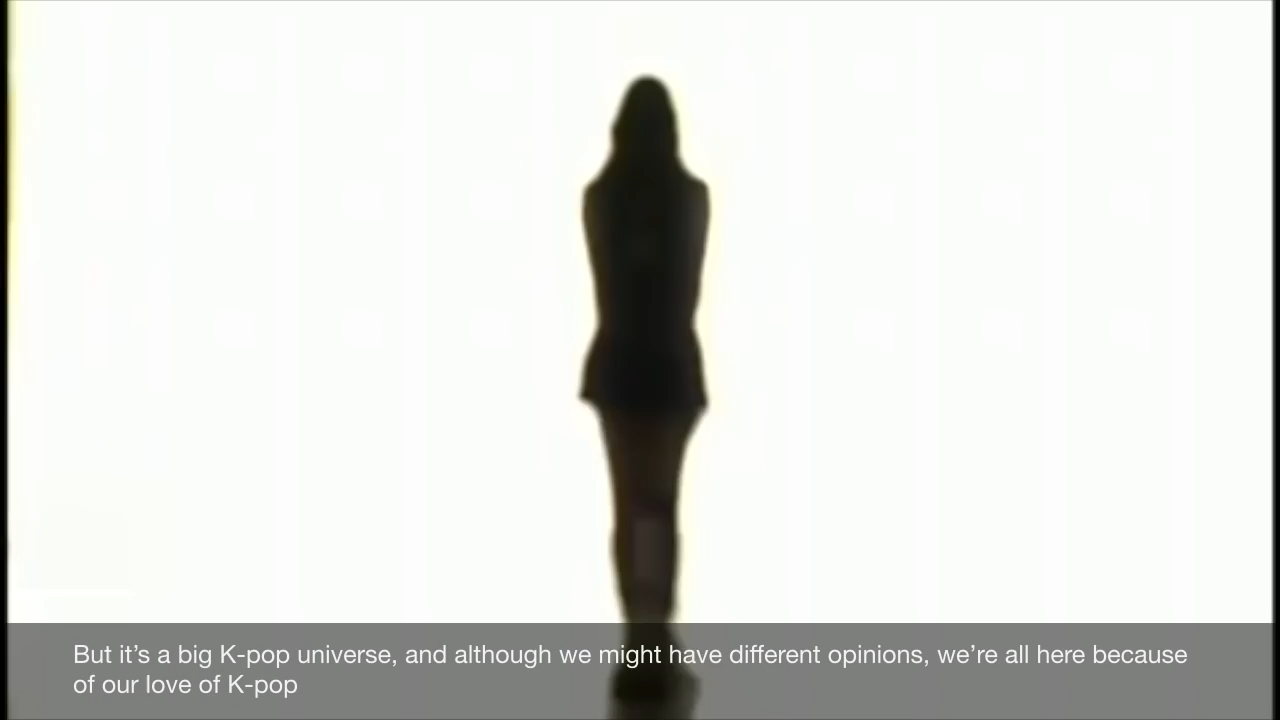 But it’s a big K-pop universe, and although we might have different opinions, we’re all here because
of our love of K-pop